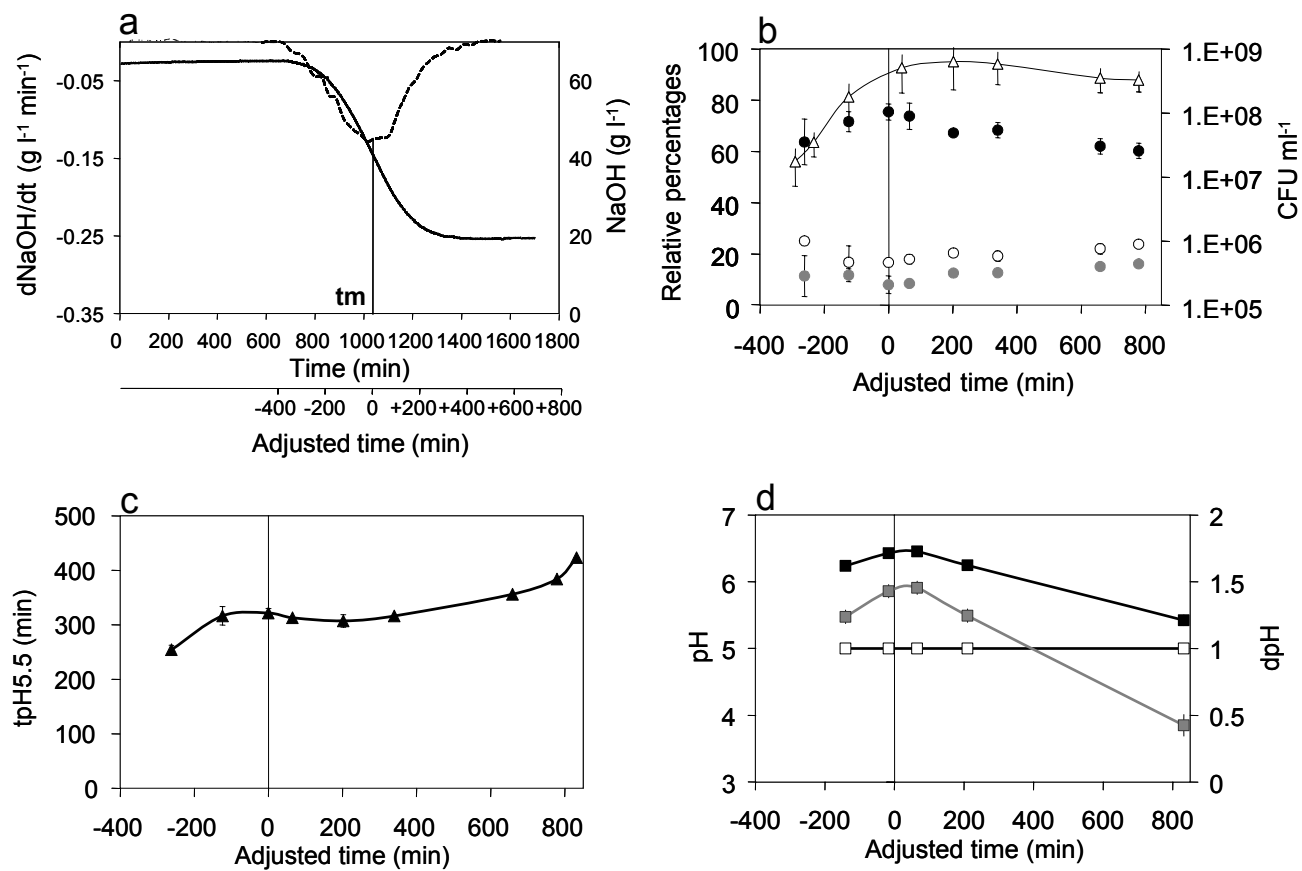 a
dNaOH/dt (g l-1 min-1)
-0.05
-0.15
-0.25
-0.35
60
40
20
0
NaOH (g l-1)
tm
0 200 400 600 800 1000 1200 1400 1600 1800
Time (min)
-400 -200 0 +200 +400 +600 +800
Adjusted time (min)
b
Relative percentages
100
80
60
40
20
0
1.E+09
1.E+08
1.E+07
1.E+06
1.E+05
CFU ml-1
-400 -200 0 200 400 600 800
Adjusted time (min)
c
tpH5.5 (min)
500
400
300
200
100
0
-400 -200 0 200 400 600 800
Adjusted time (min)
d
pH
7
6
5
4
3
2
1.5
1
0.5
0
dpH
-400 -200 0 200 400 600 800
Adjusted time (min)